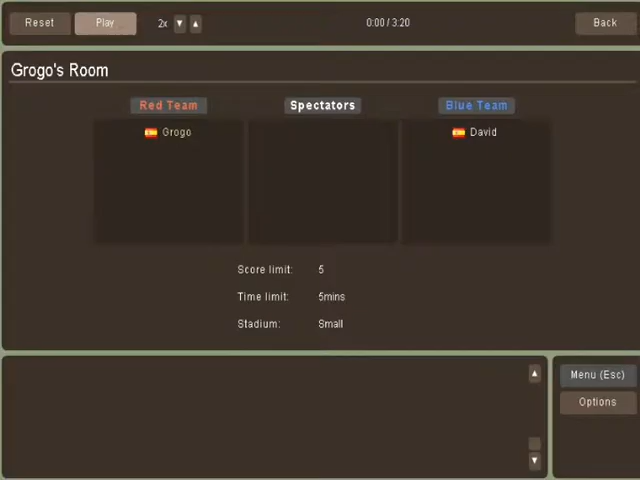 Reset Play 2x ▼ ▲ 0:00 / 3:20 Back
Grogo's Room
Red Team Spectators Blue Team
Grogo David
Score limit: 5
Time limit: 5mins
Stadium: Small
Menu (Esc)
Options